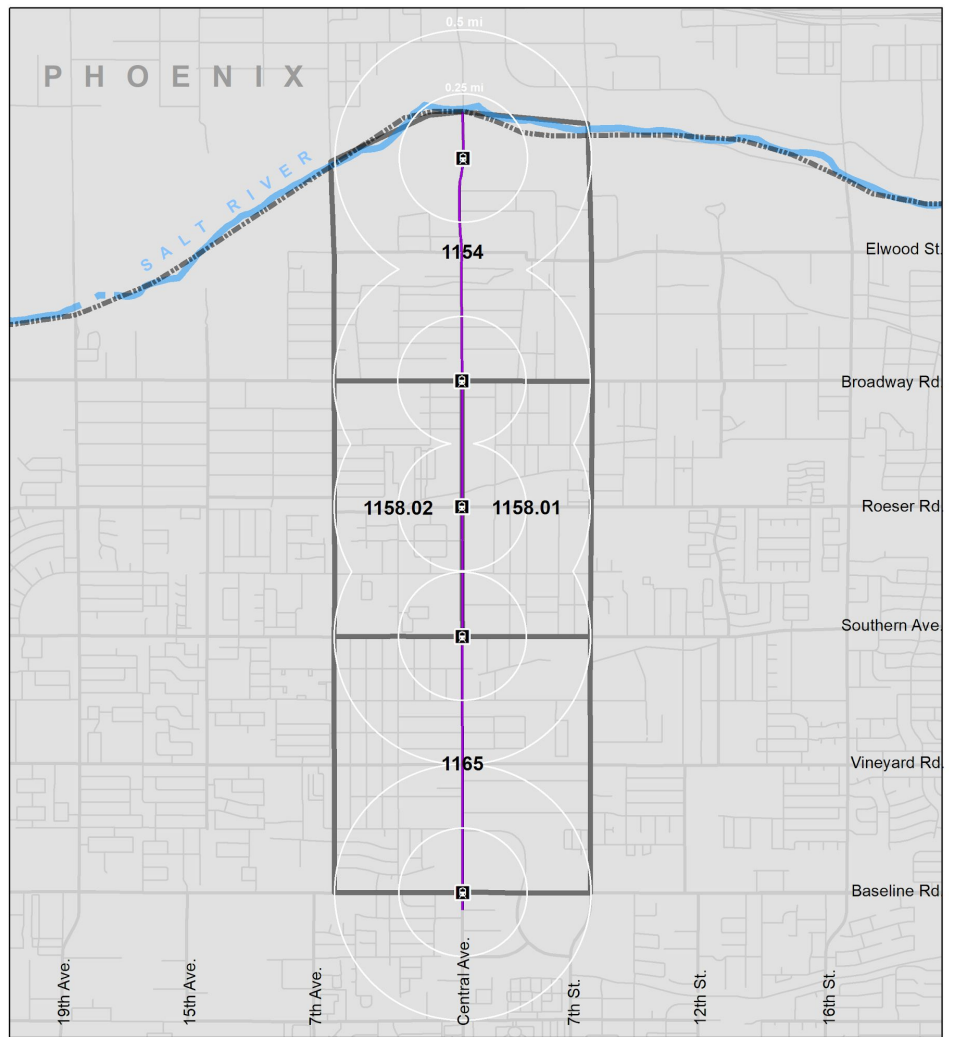 0.5 mi
PHOENIX
0.25 mi
SALT RIVER
1154
Elwood St.
Broadway Rd.
1158.02
1158.01
Roeser Rd.
Southern Ave.
1165
Vineyard Rd.
Baseline Rd.
19th Ave.
15th Ave.
7th Ave.
Central Ave.
7th St.
12th St.
16th St.